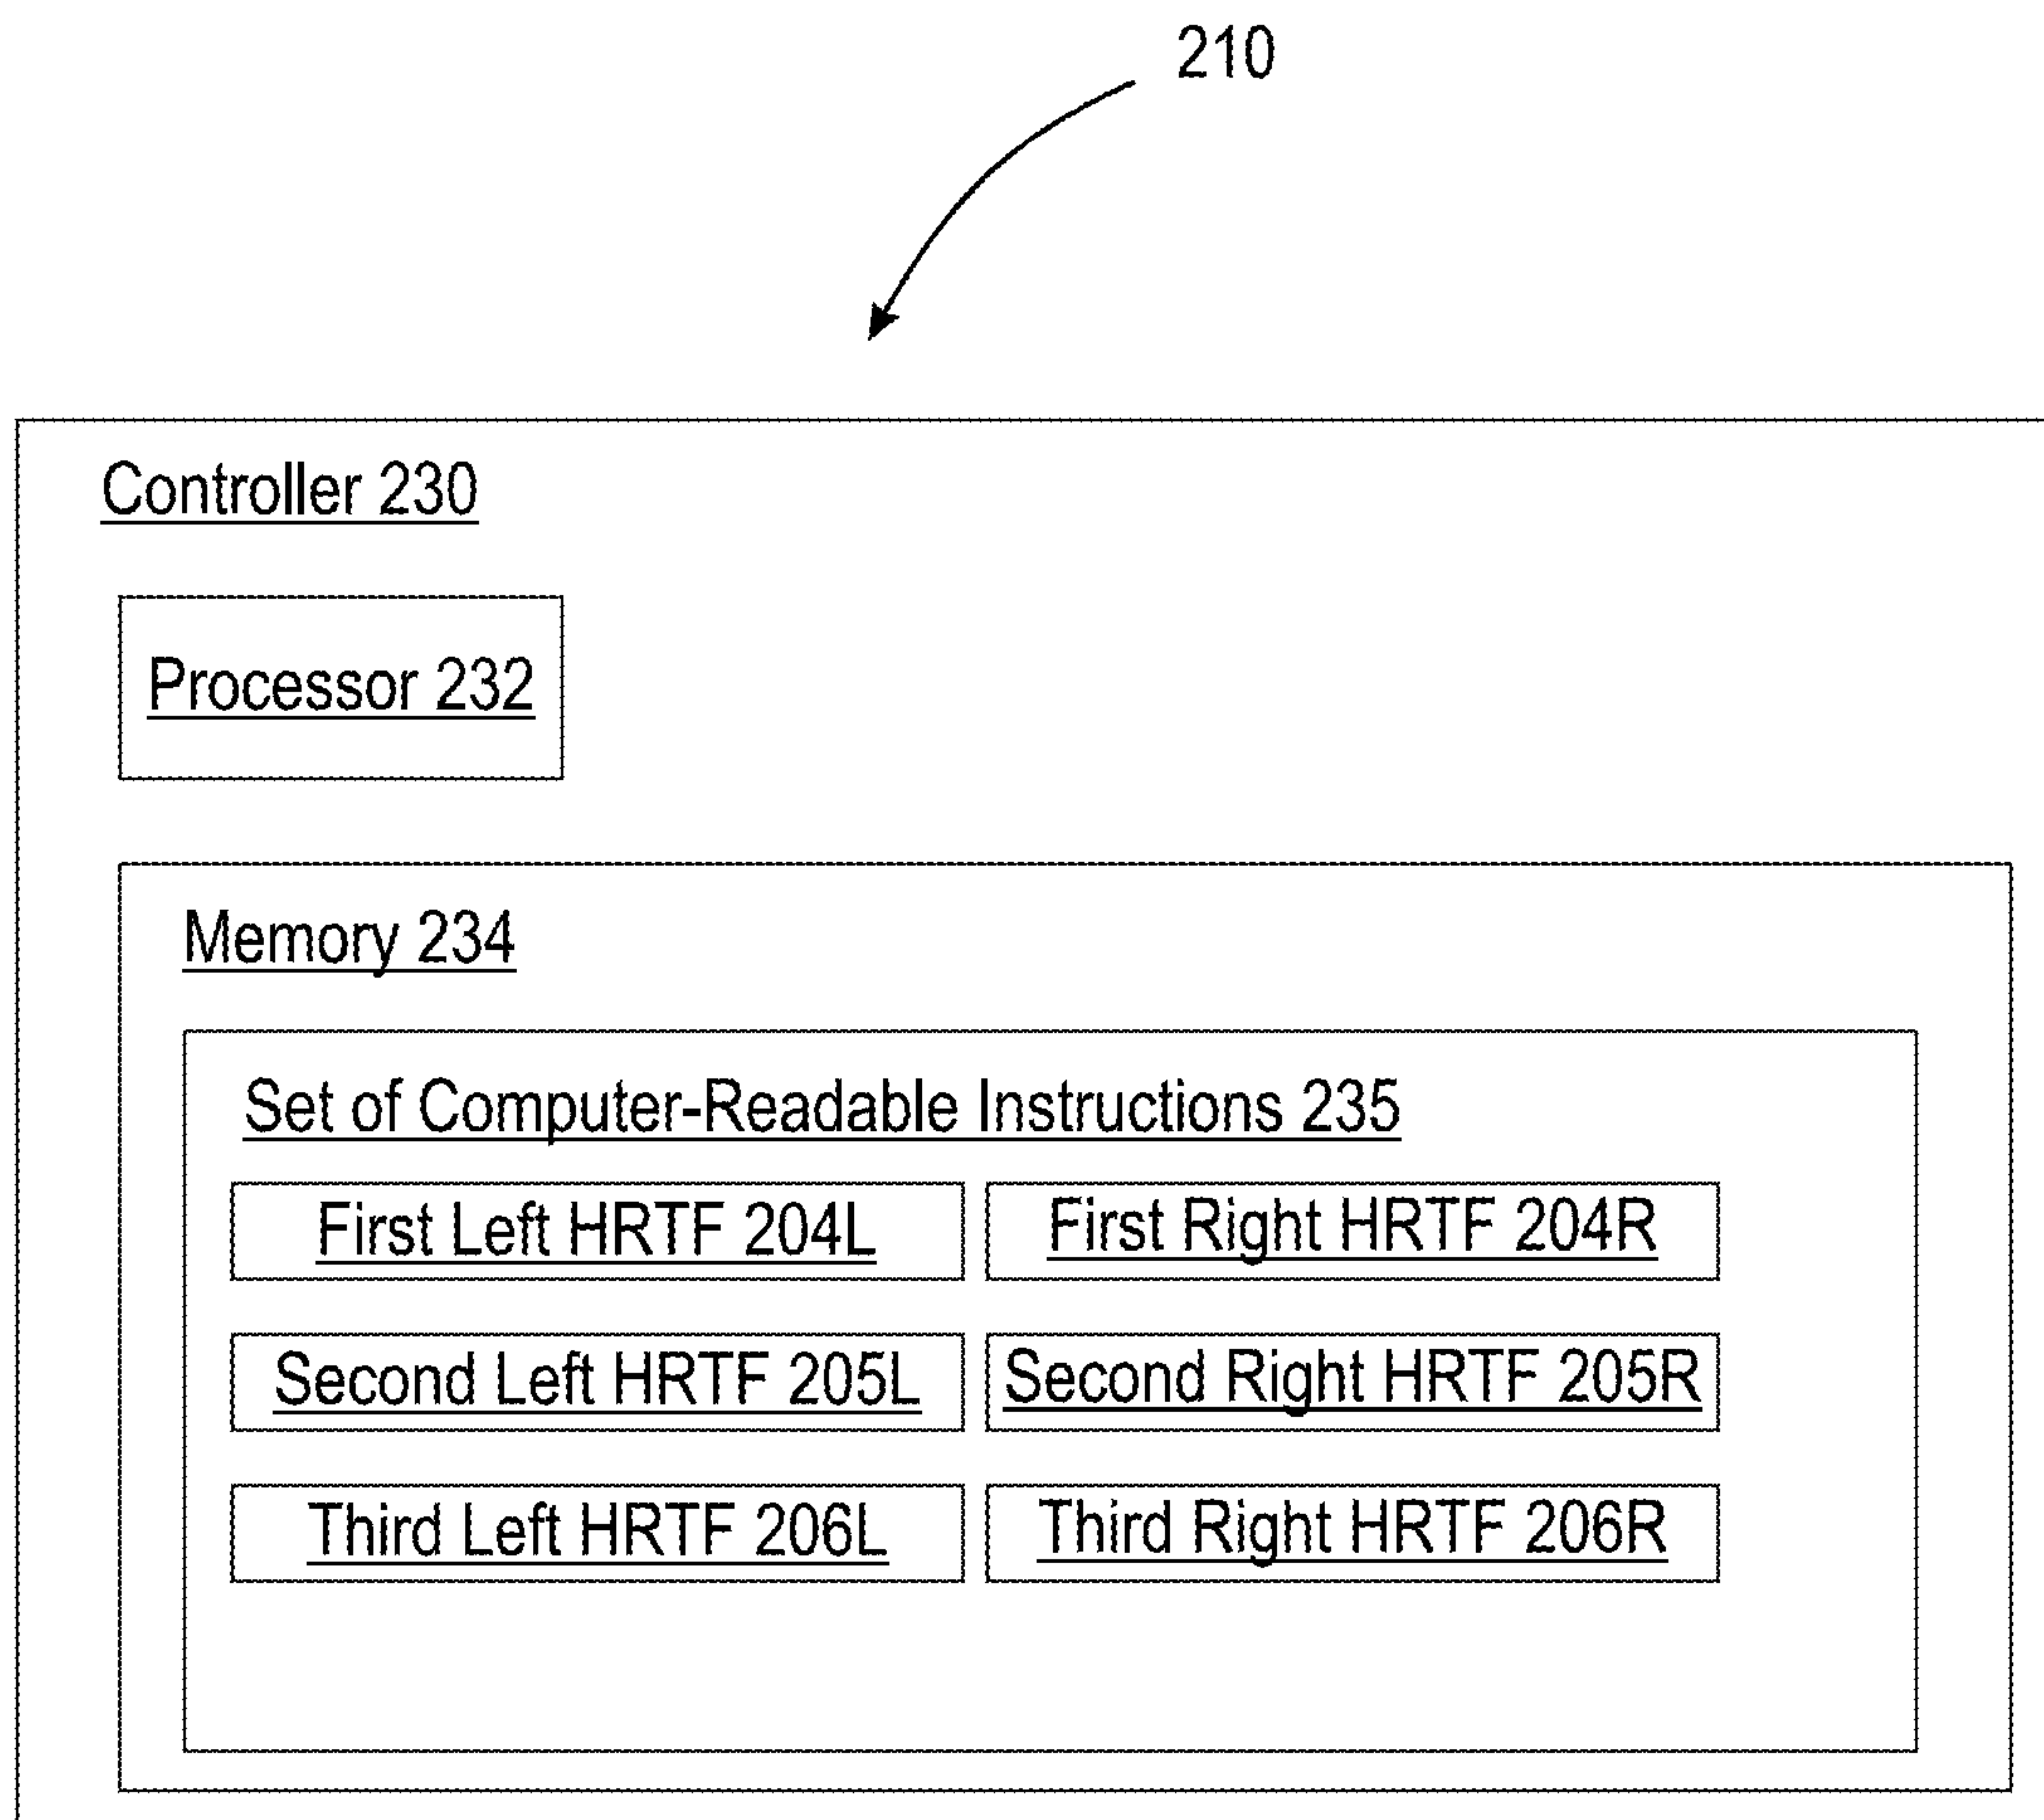 210
Controller 230
Processor 232
Memory 234
Set of Computer-Readable Instructions 235
First Left HRTF 204L
First Right HRTF 204R
Second Left HRTF 205L
Second Right HRTF 205R
Third Left HRTF 206L
Third Right HRTF 206R